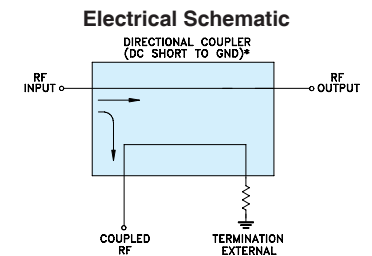 Electrical Schematic
DIRECTIONAL COUPLER
(DC SHORT TO GND)*
RF
INPUT
RF
OUTPUT
COUPLED
RF
TERMINATION
EXTERNAL